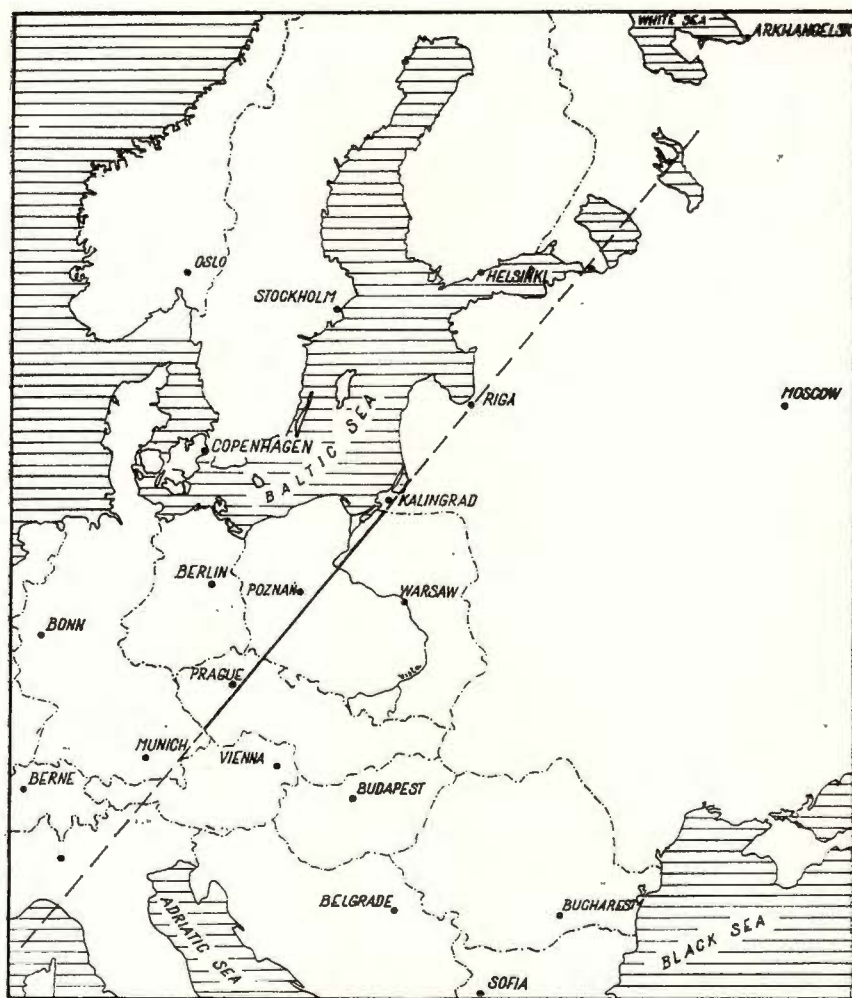 WHITE SEA
ARKHANGELSK
OSLO
HELSINKI
STOCKHOLM
RIGA
MOSCOW
COPENHAGEN
BALTIC SEA
KALINGRAD
BERLIN
POZNAŃ
WARSAW
BONN
PRAGUE
MUNICH
VIENNA
BERNE
BUDAPEST
ADRIATIC SEA
BELGRADE
BUCHAREST
BLACK SEA
SOFIA